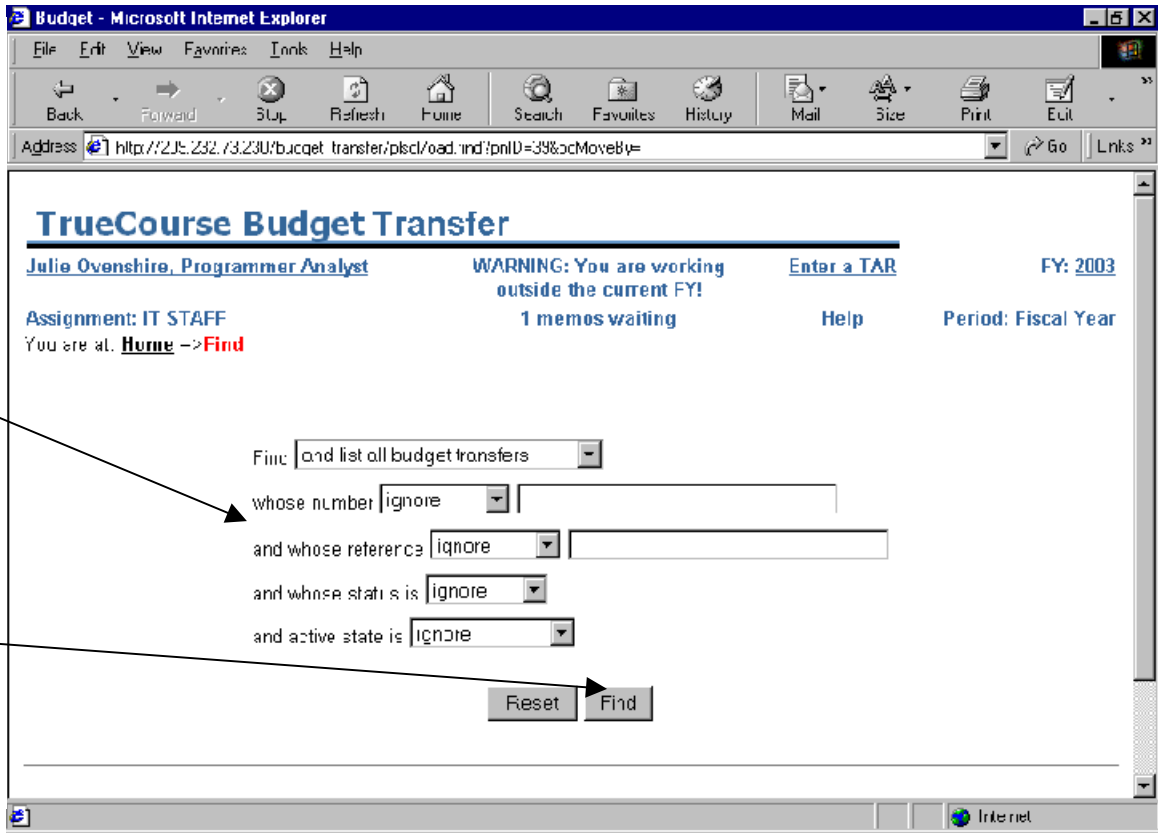 Budget - Microsoft Internet Explorer
File Edit View Favorites Tools Help
Back Forward Stop Refresh Home Search Favorites History Mail Size Print Edit
Address Go Links
TrueCourse Budget Transfer
Julie Ovenshire, Programmer Analyst WARNING: You are working outside the current FY! Enter a TAR FY: 2003
Assignment: IT STAFF 1 memos waiting Help Period: Fiscal Year
You are at: Home -->Find
Find and list all budget transfers
whose number ignore
and whose reference ignore
and whose status is ignore
and active state is ignore
Reset Find
Internet